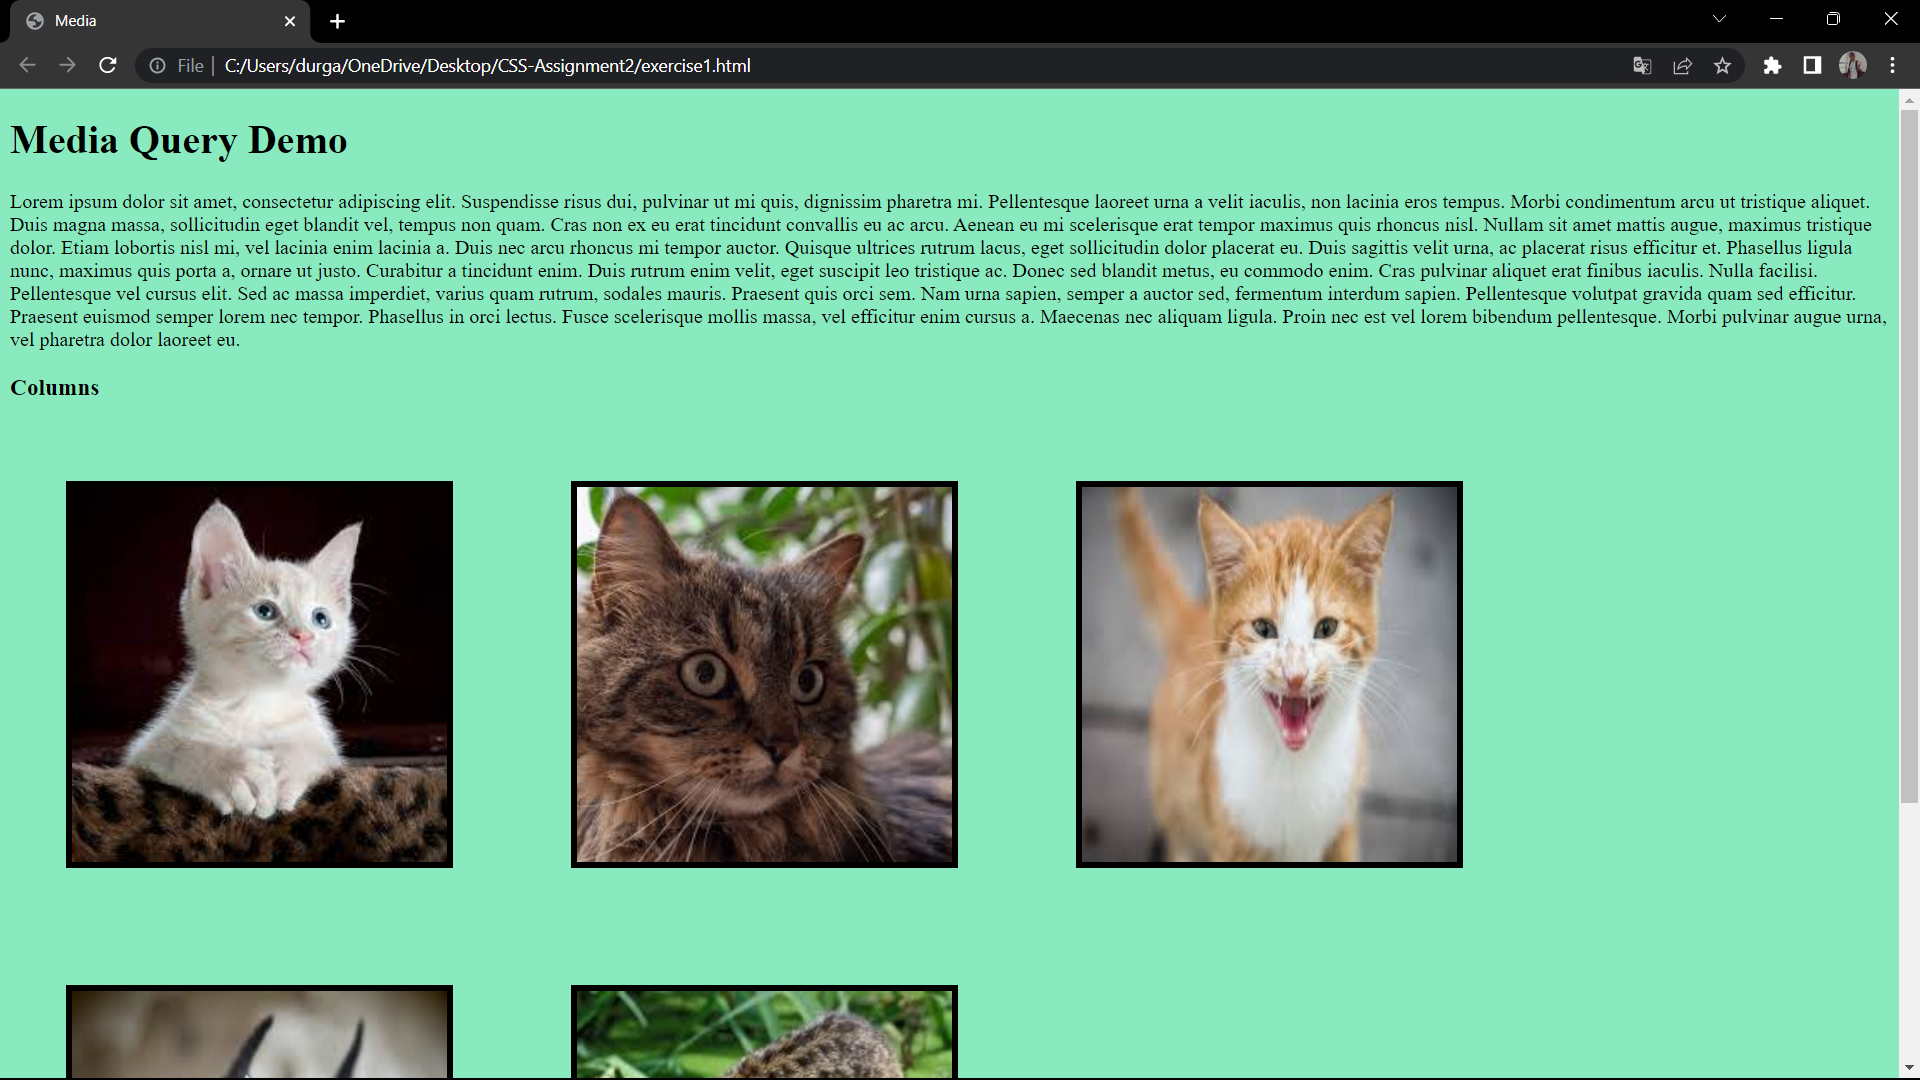 Media
File
C:/Users/durga/OneDrive/Desktop/CSS-Assignment2/exercise1.html
Media Query Demo
Lorem ipsum dolor sit amet, consectetur adipiscing elit. Suspendisse risus dui, pulvinar ut mi quis, dignissim pharetra mi. Pellentesque laoreet urna a velit iaculis, non lacinia eros tempus. Morbi condimentum arcu ut tristique aliquet.
Duis magna massa, sollicitudin eget blandit vel, tempus non quam. Cras non ex eu erat tincidunt convallis eu ac arcu. Aenean eu mi scelerisque erat tempor maximus quis rhoncus nisl. Nullam sit amet mattis augue, maximus tristique
dolor. Etiam lobortis nisl mi, vel lacinia enim lacinia a. Duis nec arcu rhoncus mi tempor auctor. Quisque ultrices rutrum lacus, eget sollicitudin dolor placerat eu. Duis sagittis velit urna, ac placerat risus efficitur et. Phasellus ligula
nunc, maximus quis porta a, ornare ut justo. Curabitur a tincidunt enim. Duis rutrum enim velit, eget suscipit leo tristique ac. Donec sed blandit metus, eu commodo enim. Cras pulvinar aliquet erat finibus iaculis. Nulla facilisi.
Pellentesque vel cursus elit. Sed ac massa imperdiet, varius quam rutrum, sodales mauris. Praesent quis orci sem. Nam urna sapien, semper a auctor sed, fermentum interdum sapien. Pellentesque volutpat gravida quam sed efficitur.
Praesent euismod semper lorem nec tempor. Phasellus in orci lectus. Fusce scelerisque mollis massa, vel efficitur enim cursus a. Maecenas nec aliquam ligula. Proin nec est vel lorem bibendum pellentesque. Morbi pulvinar augue urna,
vel pharetra dolor laoreet eu.
Columns